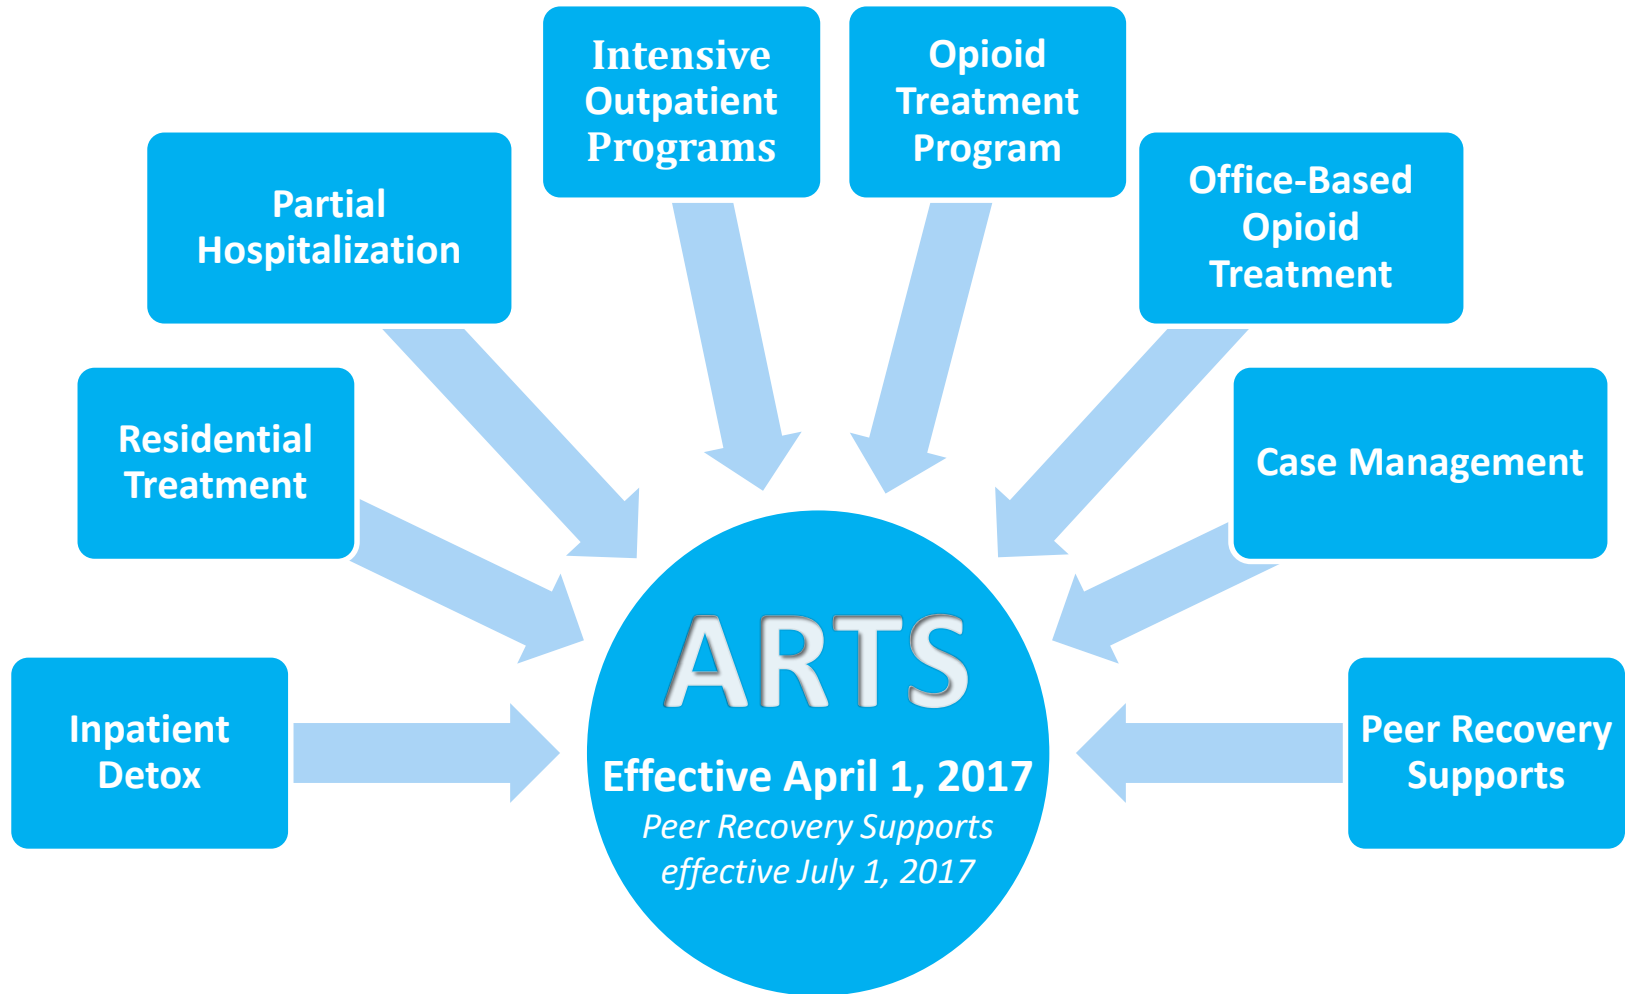 Intensive
Outpatient
Programs
Opioid
Treatment
Program
Partial
Hospitalization
Office-Based
Opioid
Treatment
Residential
Treatment
Case Management
Inpatient
Detox
ARTS
Effective April 1, 2017
Peer Recovery Supports
effective July 1, 2017
Peer Recovery
Supports